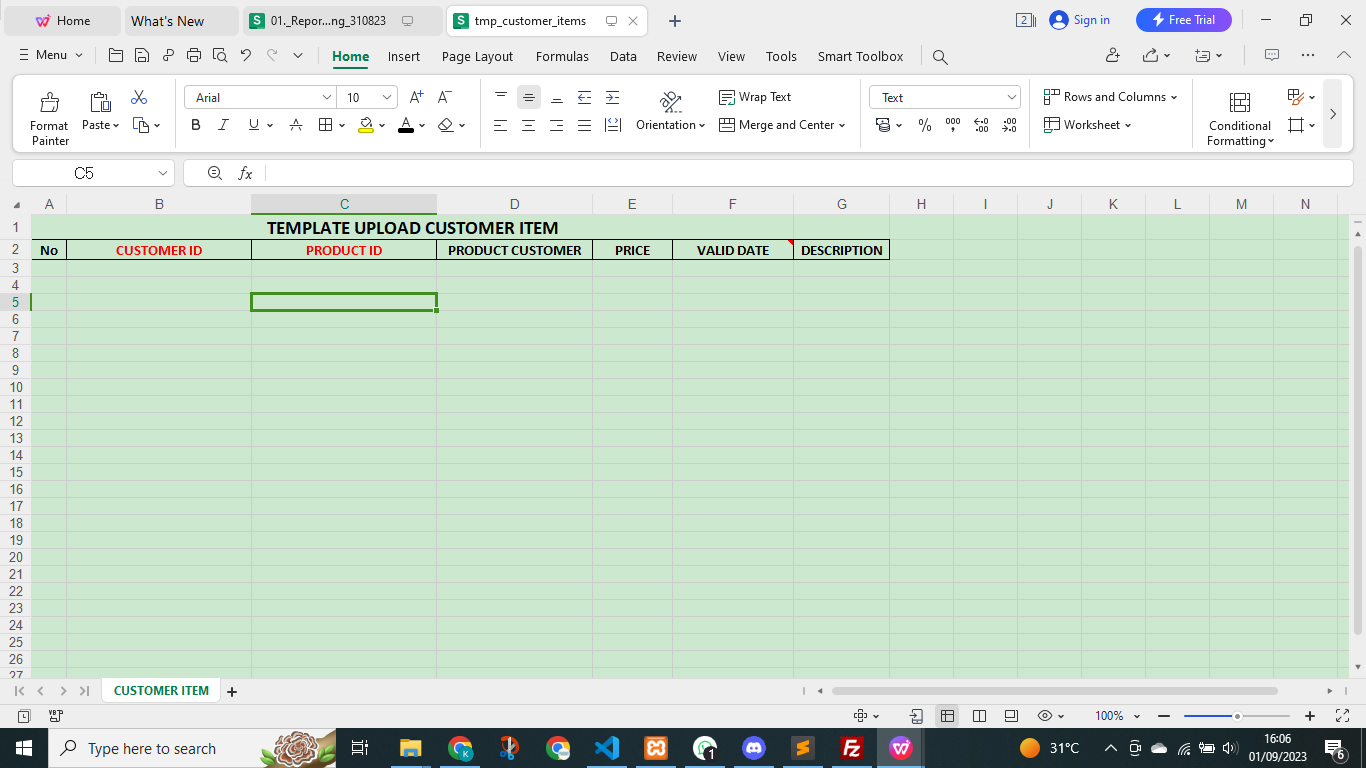 Home
What's New
01._Repor...ng_310823
tmp_customer_items
2
Sign in
Free Trial
Menu
Home
Insert
Page Layout
Formulas
Data
Review
View
Tools
Smart Toolbox
Format
Painter
Paste
Arial
10
B I U A
Orientation
Wrap Text
Merge and Center
Text
Rows and Columns
Worksheet
Conditional
Formatting
C5
fx
A B C D E F G H I J K L M N
1 TEMPLATE UPLOAD CUSTOMER ITEM
2 No CUSTOMER ID PRODUCT ID PRODUCT CUSTOMER PRICE VALID DATE DESCRIPTION
3
4
5
6
7
8
9
10
11
12
13
14
15
16
17
18
19
20
21
22
23
24
25
26
27
CUSTOMER ITEM
100%
Type here to search
31°C
16:06
01/09/2023
6